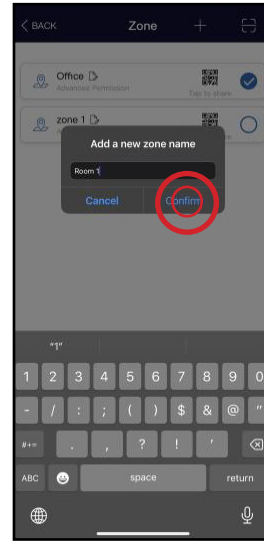 < BACK Zone +
Office
Advanced Permission
Tap to share
zone 1
Add a new zone name
Room 1
Cancel Confirm
"1"
1 2 3 4 5 6 7 8 9 0
- / : ; ( ) $ & @ "
#+= . , ? ! '
ABC space return